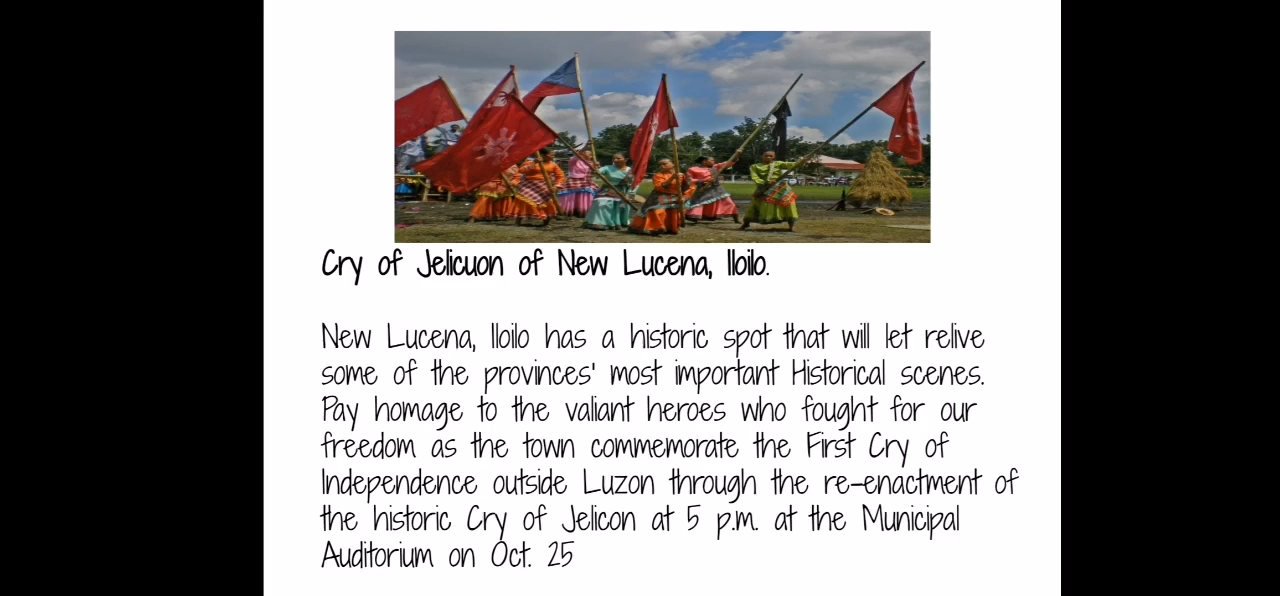 Cry of Jelicuon of New Lucena, Iloilo.
New Lucena, Iloilo has a historic spot that will let relive
some of the provinces' most important Historical scenes.
Pay homage to the valiant heroes who fought for our
freedom as the town commemorate the First Cry of
Independence outside Luzon through the re-enactment of
the historic Cry of Jelicon at 5 p.m. at the Municipal
Auditorium on Oct. 25